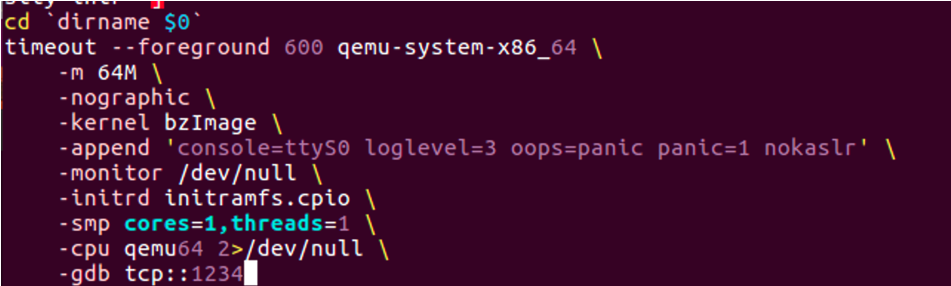 cd `dirname $0`
timeout --foreground 600 qemu-system-x86_64 \
    -m 64M \
    -nographic \
    -kernel bzImage \
    -append 'console=ttyS0 loglevel=3 oops=panic panic=1 nokaslr' \
    -monitor /dev/null \
    -initrd initramfs.cpio \
    -smp cores=1,threads=1 \
    -cpu qemu64 2>/dev/null \
    -gdb tcp::1234